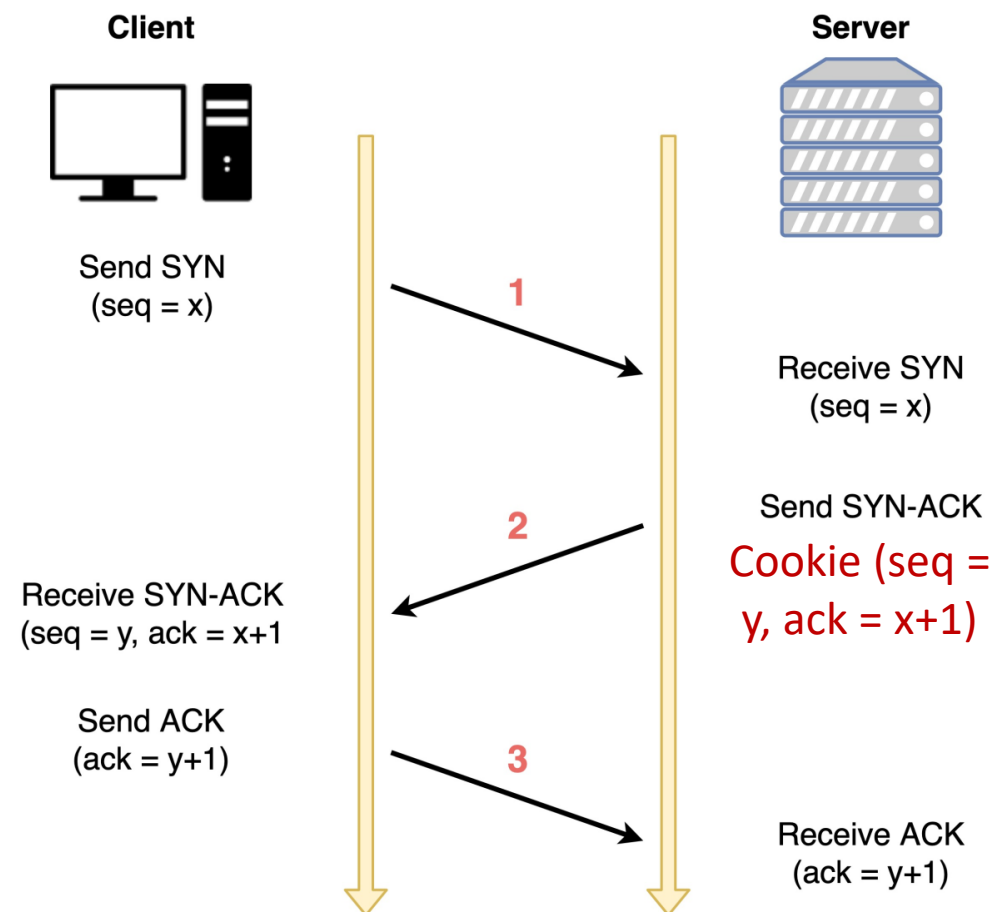 Client
Server
Send SYN
(seq = x)
1
Receive SYN
(seq = x)
Send SYN-ACK
Cookie (seq =
y, ack = x+1)
2
Receive SYN-ACK
(seq = y, ack = x+1
Send ACK
(ack = y+1)
3
Receive ACK
(ack = y+1)